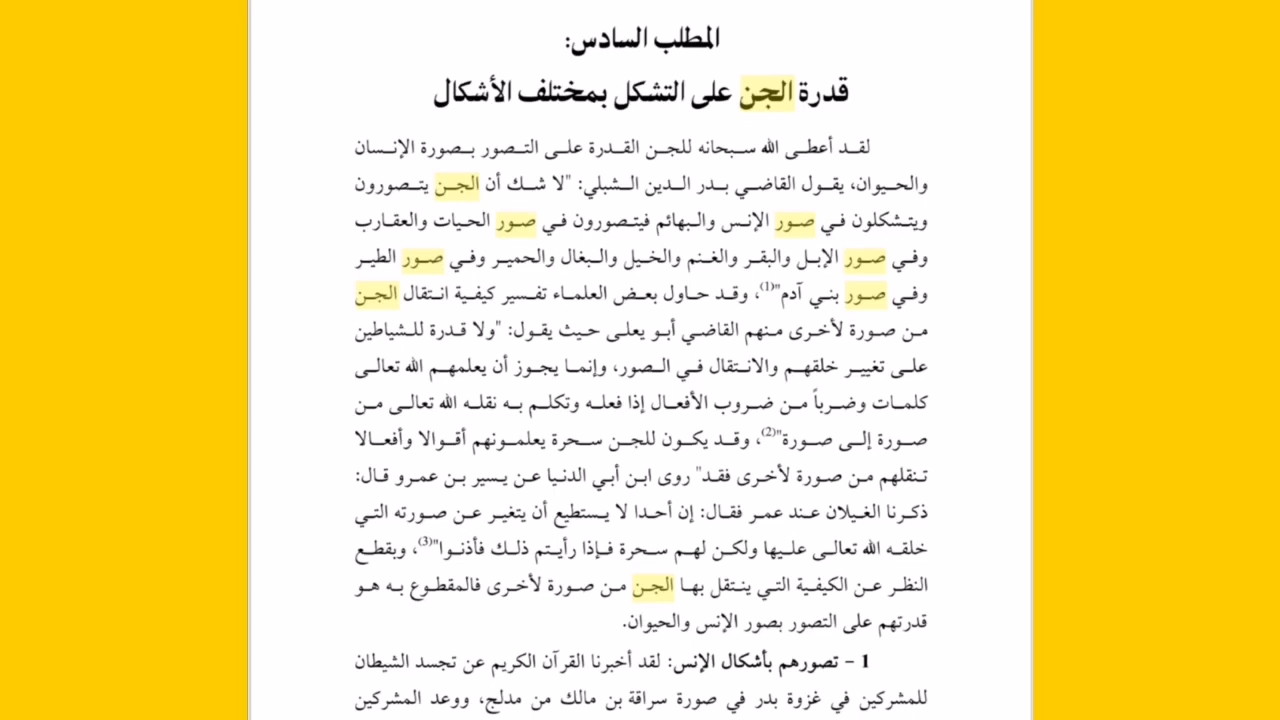 المطلب السادس:
قدرة الجن على التشكل بمختلف الأشكال
لقد أعطى الله سبحانه للجن القدرة على التصور بصورة الإنسان
والحيوان، يقول القاضي بدر الدين الشبلي: "لا شك أن الجن يتصورون
ويتشكلون في صور الإنس والبهائم فيتصورون في صور الحيات والعقارب
وفي صور الإبل والبقر والغنم والخيل والبغال والحمير وفي صور الطير
وفي صور بني آدم"(1)، وقد حاول بعض العلماء تفسير كيفية انتقال الجن
من صورة لأخرى منهم القاضي أبو يعلى حيث يقول: "ولا قدرة للشياطين
على تغيير خلقهم والانتقال في الصور، وإنما يجوز أن يعلمهم الله تعالى
كلمات وضرباً من ضروب الأفعال إذا فعله وتكلم به نقله الله تعالى من
صورة إلى صورة"(2)، وقد يكون للجن سحرة يعلمونهم أقوالا وأفعالا
تنقلهم من صورة لأخرى فقد" روى ابن أبي الدنيا عن يسير بن عمرو قال:
ذكرنا الغيلان عند عمر فقال: إن أحدا لا يستطيع أن يتغير عن صورته التي
خلقه الله تعالى عليها ولكن لهم سحرة فإذا رأيتم ذلك فأذنوا"(3)، وبقطع
النظر عن الكيفية التي ينتقل بها الجن من صورة لأخرى فالمقطوع به هو
قدرتهم على التصور بصور الإنس والحيوان.
1 – تصورهم بأشكال الإنس: لقد أخبرنا القرآن الكريم عن تجسد الشيطان
للمشركين في غزوة بدر في صورة سراقة بن مالك من مدلج، ووعد المشركين